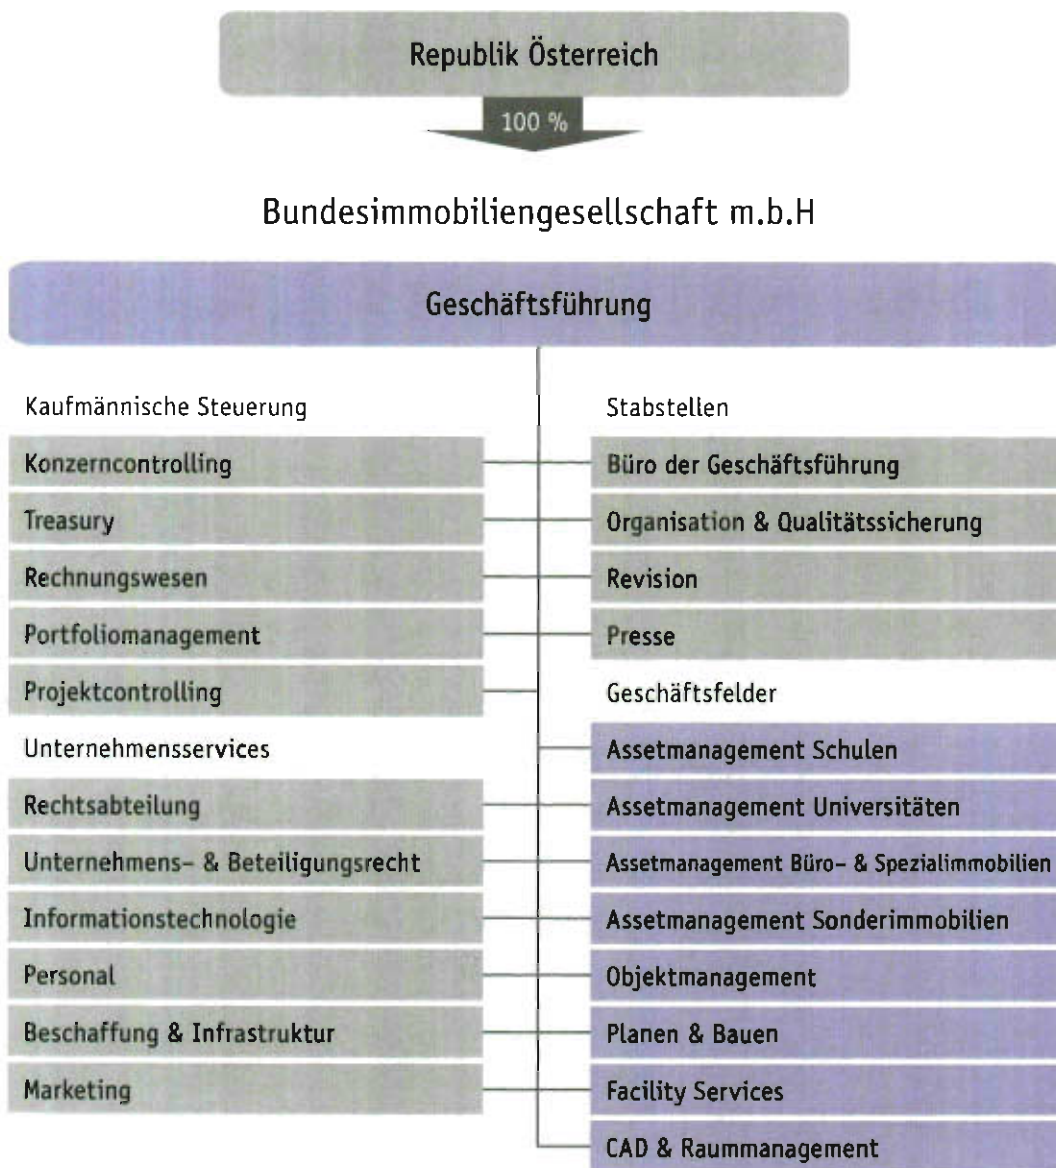 Republik Österreich
100 %
Bundesimmobiliengesellschaft m.b.H
Geschäftsführung
Kaufmännische Steuerung
Konzerncontrolling
Treasury
Rechnungswesen
Portfoliomanagement
Projektcontrolling
Unternehmensservices
Rechtsabteilung
Unternehmens- & Beteiligungsrecht
Informationstechnologie
Personal
Beschaffung & Infrastruktur
Marketing
Stabstellen
Büro der Geschäftsführung
Organisation & Qualitätssicherung
Revision
Presse
Geschäftsfelder
Assetmanagement Schulen
Assetmanagement Universitäten
Assetmanagement Büro- & Spezialimmobilien
Assetmanagement Sonderimmobilien
Objektmanagement
Planen & Bauen
Facility Services
CAD & Raummanagement